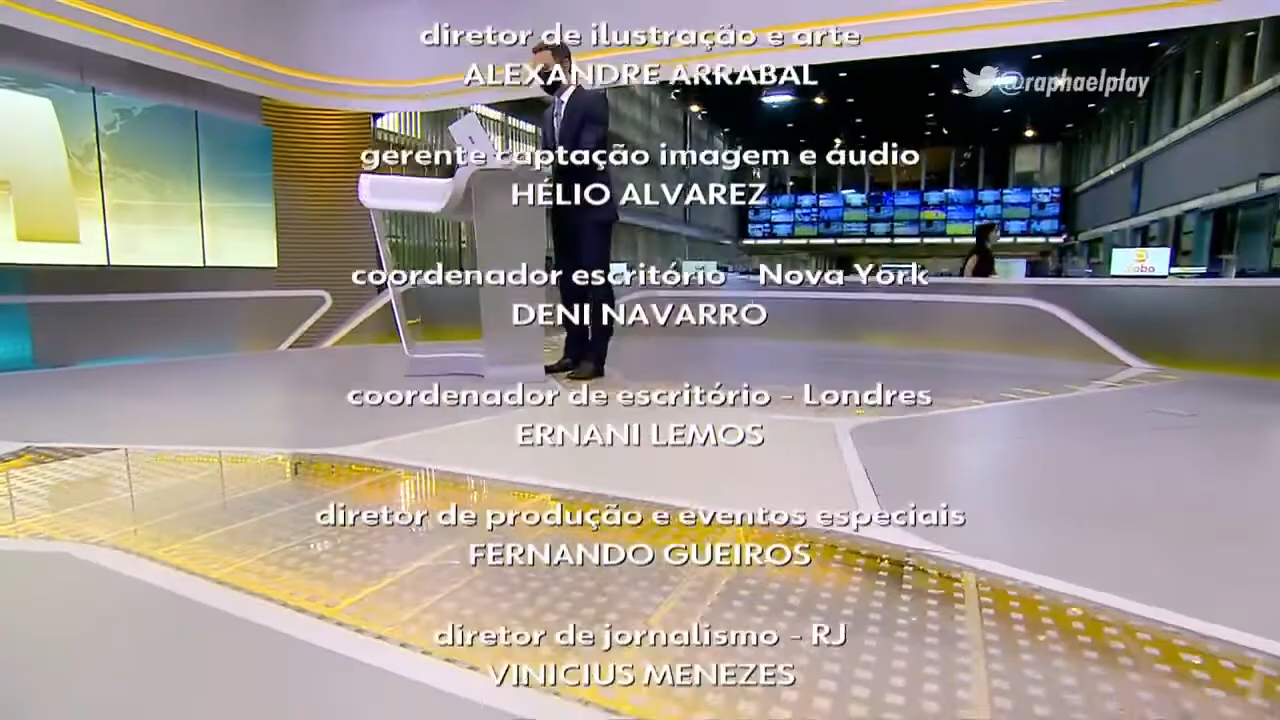 diretor de ilustração e arte
ALEXANDRE ARRABAL
@raphaelplay
gerente captação imagem e áudio
HÉLIO ALVAREZ
coordenador escritório - Nova York
DENI NAVARRO
globo
coordenador de escritório - Londres
ERNANI LEMOS
diretor de produção e eventos especiais
FERNANDO GUEIROS
diretor de jornalismo - RJ
VINICIUS MENEZES